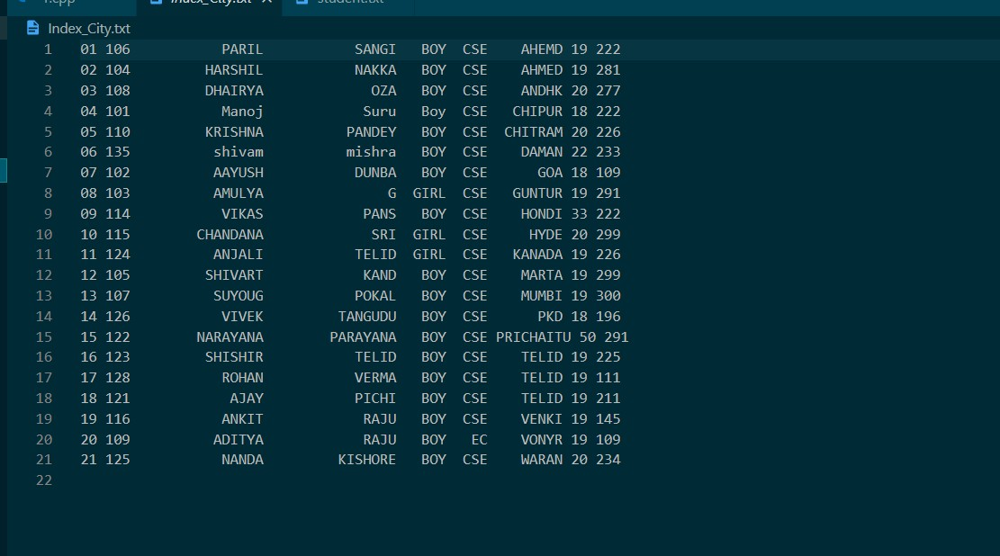 Index_City.txt
Index_City.txt
1 01 106 PARIL SANGI BOY CSE AHEMD 19 222
2 02 104 HARSHIL NAKKA BOY CSE AHMED 19 281
3 03 108 DHAIRYA OZA BOY CSE ANDHK 20 277
4 04 101 Manoj Suru Boy CSE CHIPUR 18 222
5 05 110 KRISHNA PANDEY BOY CSE CHITRAM 20 226
6 06 135 shivam mishra BOY CSE DAMAN 22 233
7 07 102 AAYUSH DUNBA BOY CSE GOA 18 109
8 08 103 AMULYA G GIRL CSE GUNTUR 19 291
9 09 114 VIKAS PANS BOY CSE HONDI 33 222
10 10 115 CHANDANA SRI GIRL CSE HYDE 20 299
11 11 124 ANJALI TELID GIRL CSE KANADA 19 226
12 12 105 SHIVART KAND BOY CSE MARTA 19 299
13 13 107 SUYOUG POKAL BOY CSE MUMBI 19 300
14 14 126 VIVEK TANGUDU BOY CSE PKD 18 196
15 15 122 NARAYANA PARAYANA BOY CSE PRICHAITU 50 291
16 16 123 SHISHIR TELID BOY CSE TELID 19 225
17 17 128 ROHAN VERMA BOY CSE TELID 19 111
18 18 121 AJAY PICHI BOY CSE TELID 19 211
19 19 116 ANKIT RAJU BOY CSE VENKI 19 145
20 20 109 ADITYA RAJU BOY EC VONYR 19 109
21 21 125 NANDA KISHORE BOY CSE WARAN 20 234
22